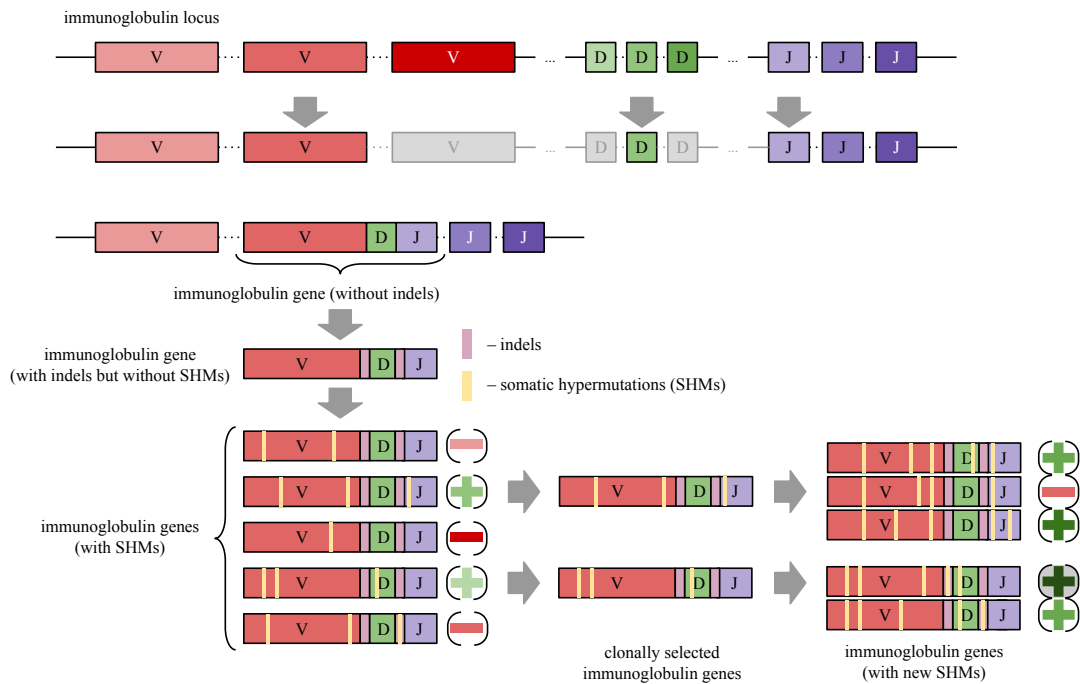 immunoglobulin locus
V V V ... D D D ... J J J
V V V ... D D D ... J J J
V V D J J J
immunoglobulin gene (without indels)
immunoglobulin gene
(with indels but without SHMs)
V D J
– indels
– somatic hypermutations (SHMs)
immunoglobulin genes
(with SHMs)
V D J
V D J
V D J
V D J
V D J
V D J
V D J
clonally selected
immunoglobulin genes
V D J
V D J
V D J
V D J
V D J
immunoglobulin genes
(with new SHMs)